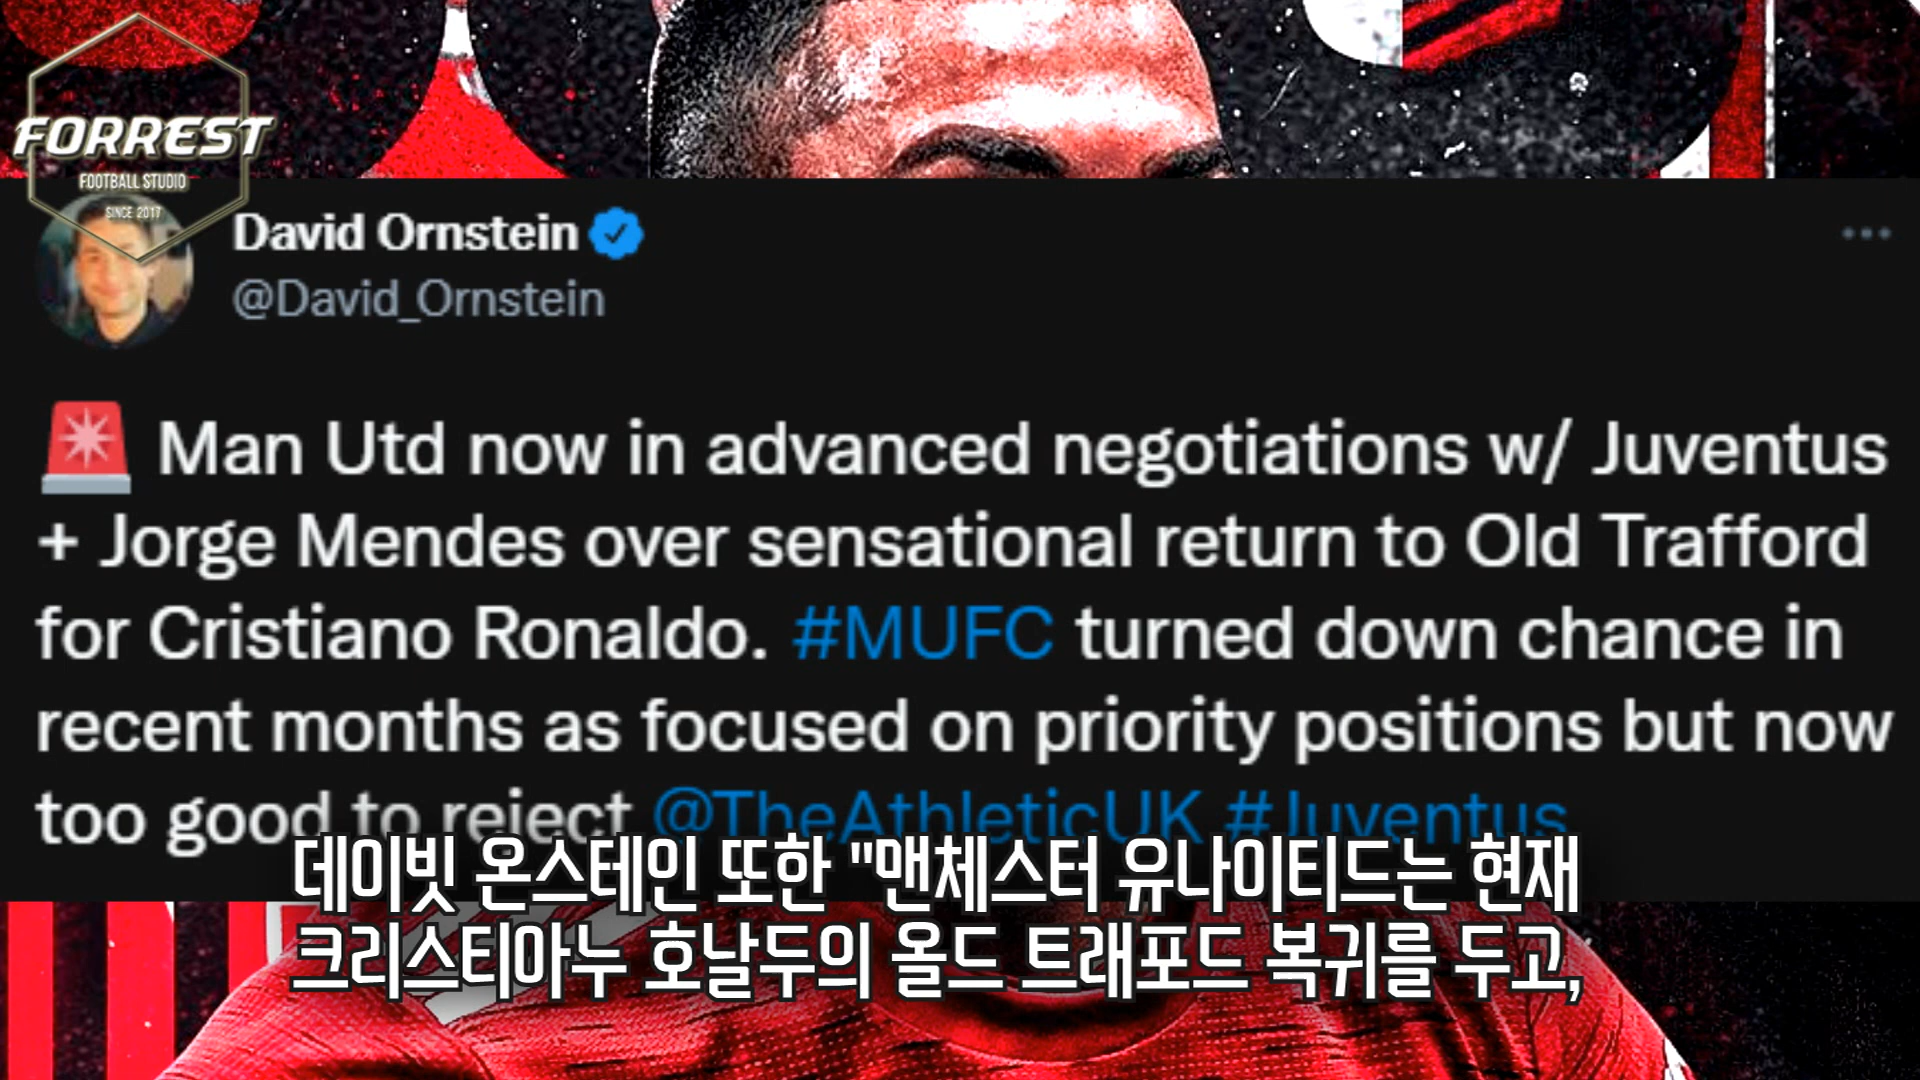 FORREST
FOOTBALL STUDIO
SINCE 2017
David Ornstein
@David_Ornstein
Man Utd now in advanced negotiations w/ Juventus
+ Jorge Mendes over sensational return to Old Trafford
for Cristiano Ronaldo. #MUFC turned down chance in
recent months as focused on priority positions but now
too good to reject @TheAthleticUK #Juventus
데이빗 온스테인 또한 "맨체스터 유나이티드는 현재
크리스티아누 호날두의 올드 트래포드 복귀를 두고,